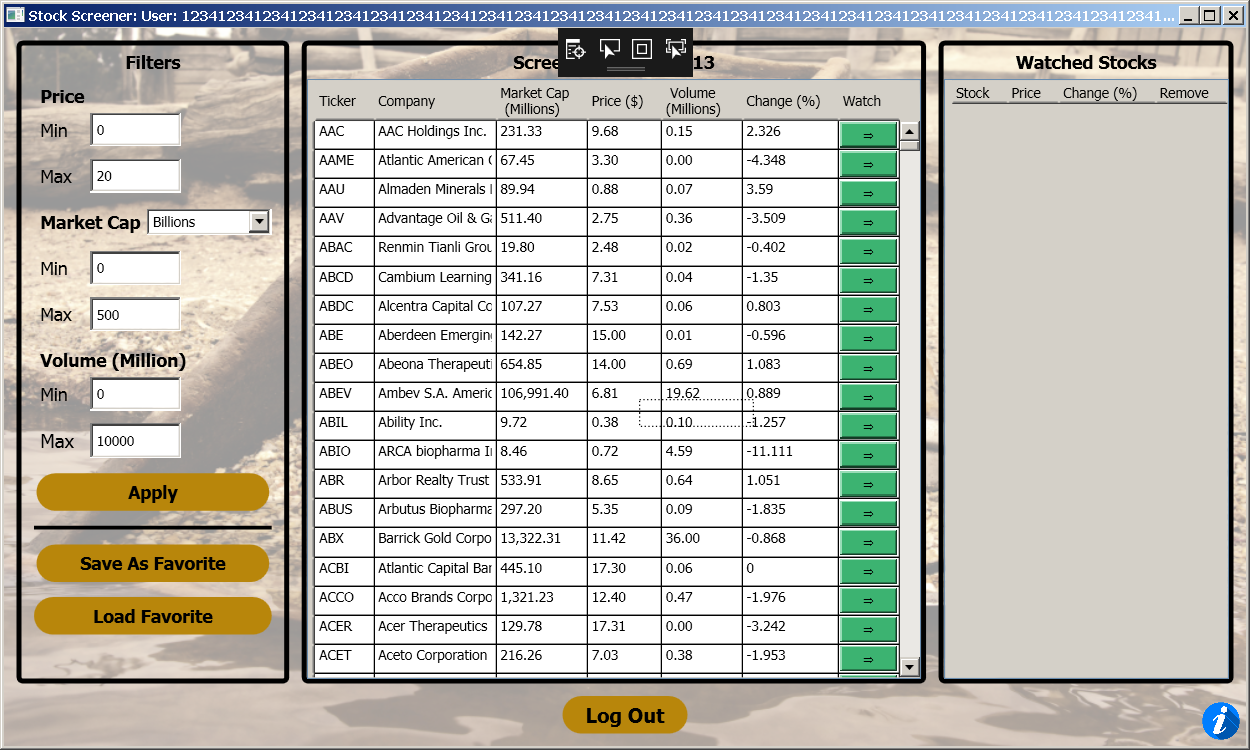 Stock Screener: User: 1234123412341234123412341234123412341234123412341234123412341234123412341234123412341...
Filters
Price
Min 0
Max 20
Market Cap Billions
Min 0
Max 500
Volume (Million)
Min 0
Max 10000
Apply
Save As Favorite
Load Favorite
Scree 13
Ticker Company Market Cap (Millions) Price ($) Volume (Millions) Change (%) Watch
AAC AAC Holdings Inc. 231.33 9.68 0.15 2.326 ⇒
AAME Atlantic American 67.45 3.30 0.00 -4.348 ⇒
AAU Almaden Minerals 89.94 0.88 0.07 3.59 ⇒
AAV Advantage Oil & Ga 511.40 2.75 0.36 -3.509 ⇒
ABAC Renmin Tianli Grou 19.80 2.48 0.02 -0.402 ⇒
ABCD Cambium Learning 341.16 7.31 0.04 -1.35 ⇒
ABDC Alcentra Capital Co 107.27 7.53 0.06 0.803 ⇒
ABE Aberdeen Emerging 142.27 15.00 0.01 -0.596 ⇒
ABEO Abeona Therapeuti 654.85 14.00 0.69 1.083 ⇒
ABEV Ambev S.A. Americ 106,991.40 6.81 19.62 0.889 ⇒
ABIL Ability Inc. 9.72 0.38 0.10 -1.257 ⇒
ABIO ARCA biopharma I 8.46 0.72 4.59 -11.111 ⇒
ABR Arbor Realty Trust 533.91 8.65 0.64 1.051 ⇒
ABUS Arbutus Biopharma 297.20 5.35 0.09 -1.835 ⇒
ABX Barrick Gold Corpo 13,322.31 11.42 36.00 -0.868 ⇒
ACBI Atlantic Capital Ban 445.10 17.30 0.06 0 ⇒
ACCO Acco Brands Corpo 1,321.23 12.40 0.47 -1.976 ⇒
ACER Acer Therapeutics 129.78 17.31 0.00 -3.242 ⇒
ACET Aceto Corporation 216.26 7.03 0.38 -1.953 ⇒
Watched Stocks
Stock Price Change (%) Remove
Log Out
i